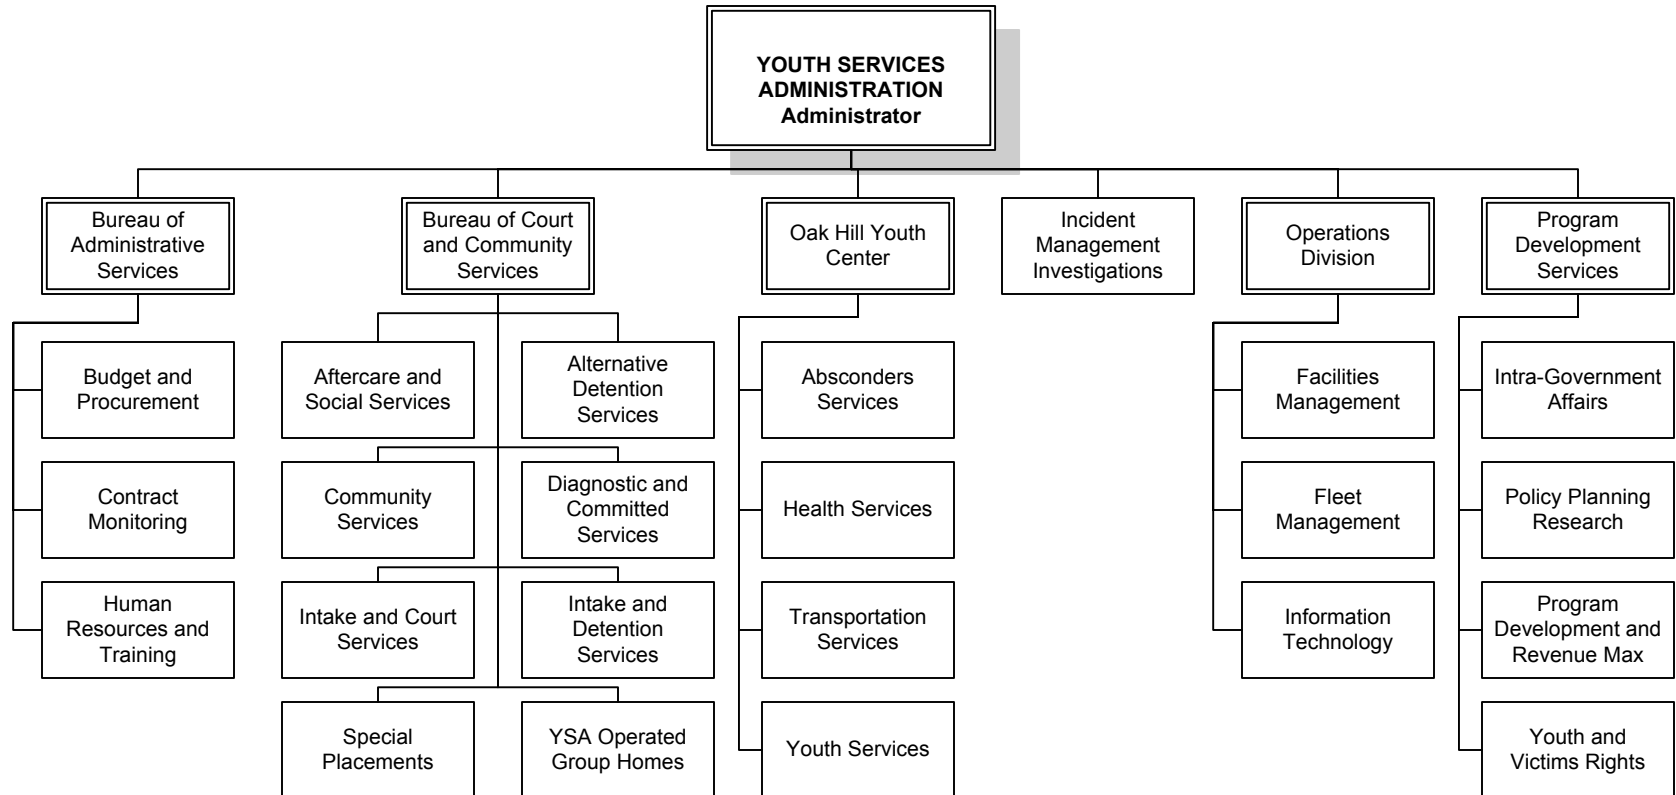 YOUTH SERVICES
ADMINISTRATION
Administrator
Bureau of
Administrative
Services
Bureau of Court
and Community
Services
Oak Hill Youth
Center
Incident
Management
Investigations
Operations
Division
Program
Development
Services
Budget and
Procurement
Aftercare and
Social Services
Alternative
Detention
Services
Absconders
Services
Facilities
Management
Intra-Government
Affairs
Contract
Monitoring
Community
Services
Diagnostic and
Committed
Services
Health Services
Fleet
Management
Policy Planning
Research
Human
Resources and
Training
Intake and Court
Services
Intake and
Detention
Services
Transportation
Services
Information
Technology
Program
Development and
Revenue Max
Special
Placements
YSA Operated
Group Homes
Youth Services
Youth and
Victims Rights